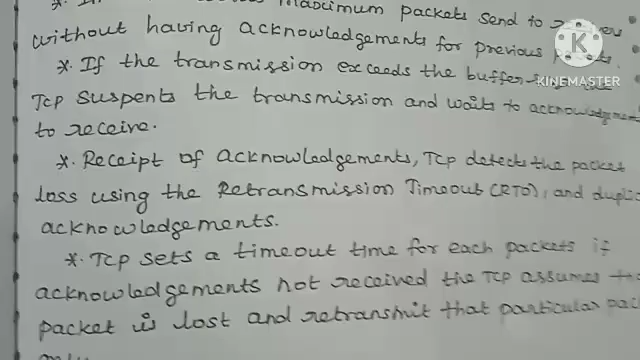 maximum packets send to
without having acknowledgements for previous
*. If the transmission exceeds the buffer
TCP suspents the transmission and waits to acknowledgement
to receive.
*. Receipt of acknowledgements, TCP detects the packet
loss using the Retransmission Timeout (RTO), and duplic
acknowledgements.
*. TCP sets a timeout time for each packets if
acknowledgements not received the TCP assumes
packet is lost and retransmit that particular pac
K
KINEMASTER